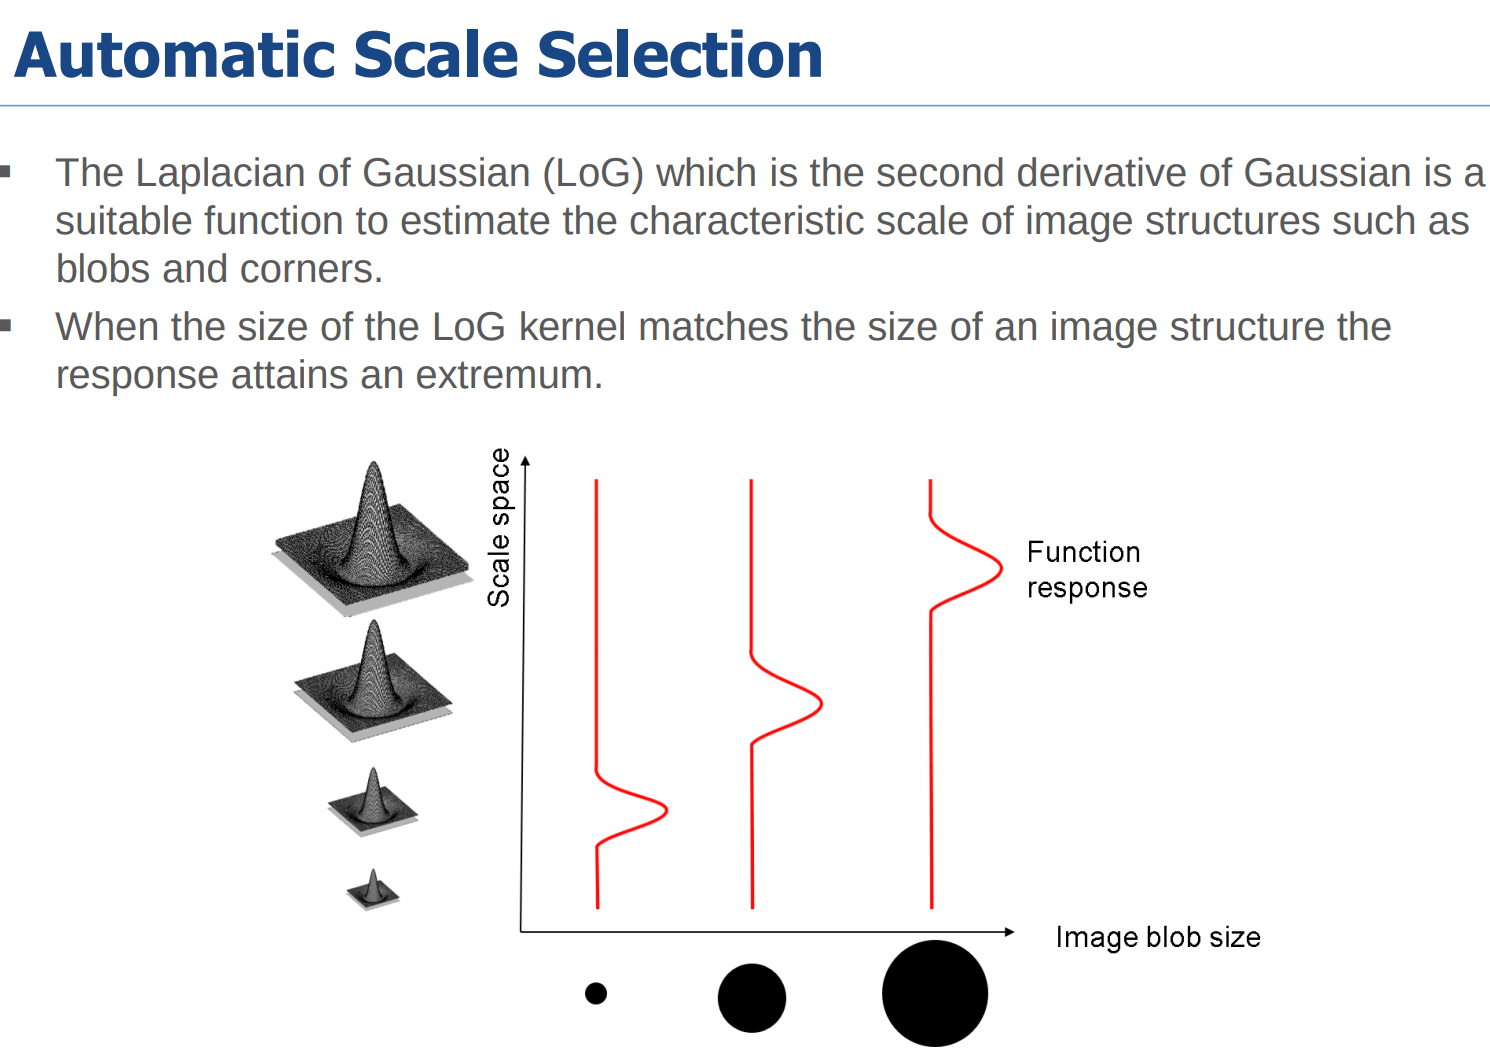 Automatic Scale Selection
▪ The Laplacian of Gaussian (LoG) which is the second derivative of Gaussian is a
suitable function to estimate the characteristic scale of image structures such as
blobs and corners.
▪ When the size of the LoG kernel matches the size of an image structure the
response attains an extremum.
Scale space
Function
response
Image blob size